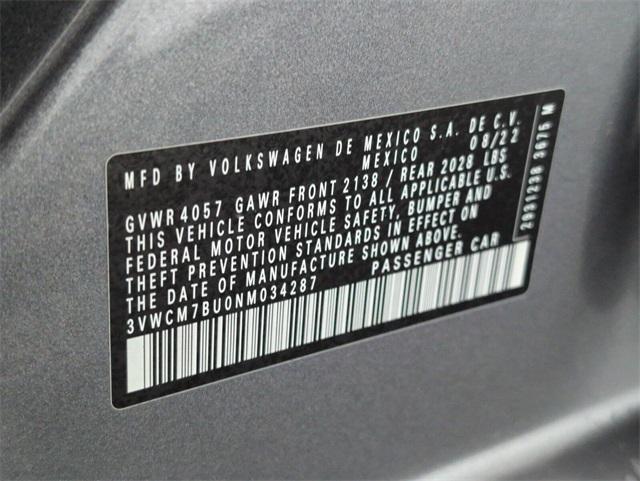 MFD BY VOLKSWAGEN DE MEXICO S.A. DE C.V.
MEXICO 08/22
GVWR 4057 GAWR FRONT 2138 / REAR 2028 LBS
THIS VEHICLE CONFORMS TO ALL APPLICABLE U.S.
FEDERAL MOTOR VEHICLE SAFETY, BUMPER AND
THEFT PREVENTION STANDARDS IN EFFECT ON
THE DATE OF MANUFACTURE SHOWN ABOVE.
3VWCM7BU0NM034287 PASSENGER CAR
2031238 3676 M